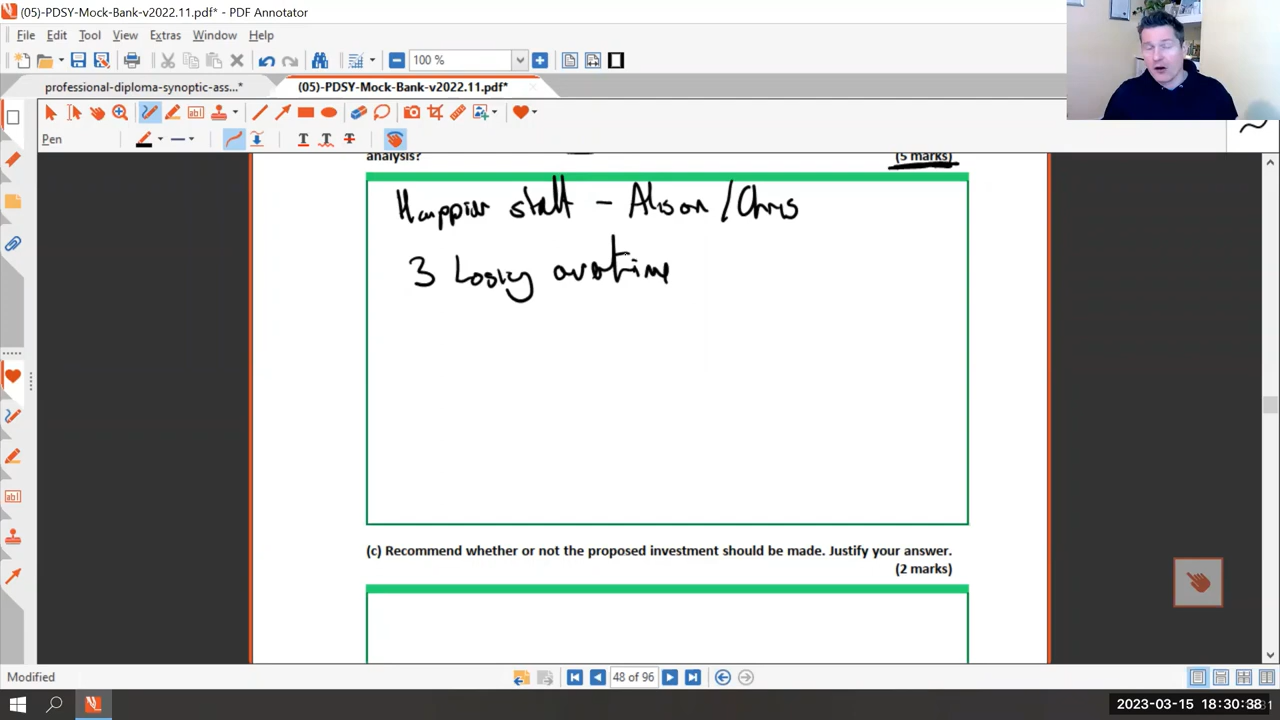 (05)-PDSY-Mock-Bank-v2022.11.pdf* - PDF Annotator
File Edit Tool View Extras Window Help
100 %
professional-diploma-synoptic-ass...* (05)-PDSY-Mock-Bank-v2022.11.pdf*
Pen
analysis? (5 marks)
Happier staff - Alison / Chris
3 Losing overtime
(c) Recommend whether or not the proposed investment should be made. Justify your answer.
(2 marks)
Modified 48 of 96
2023-03-15 18:30:38